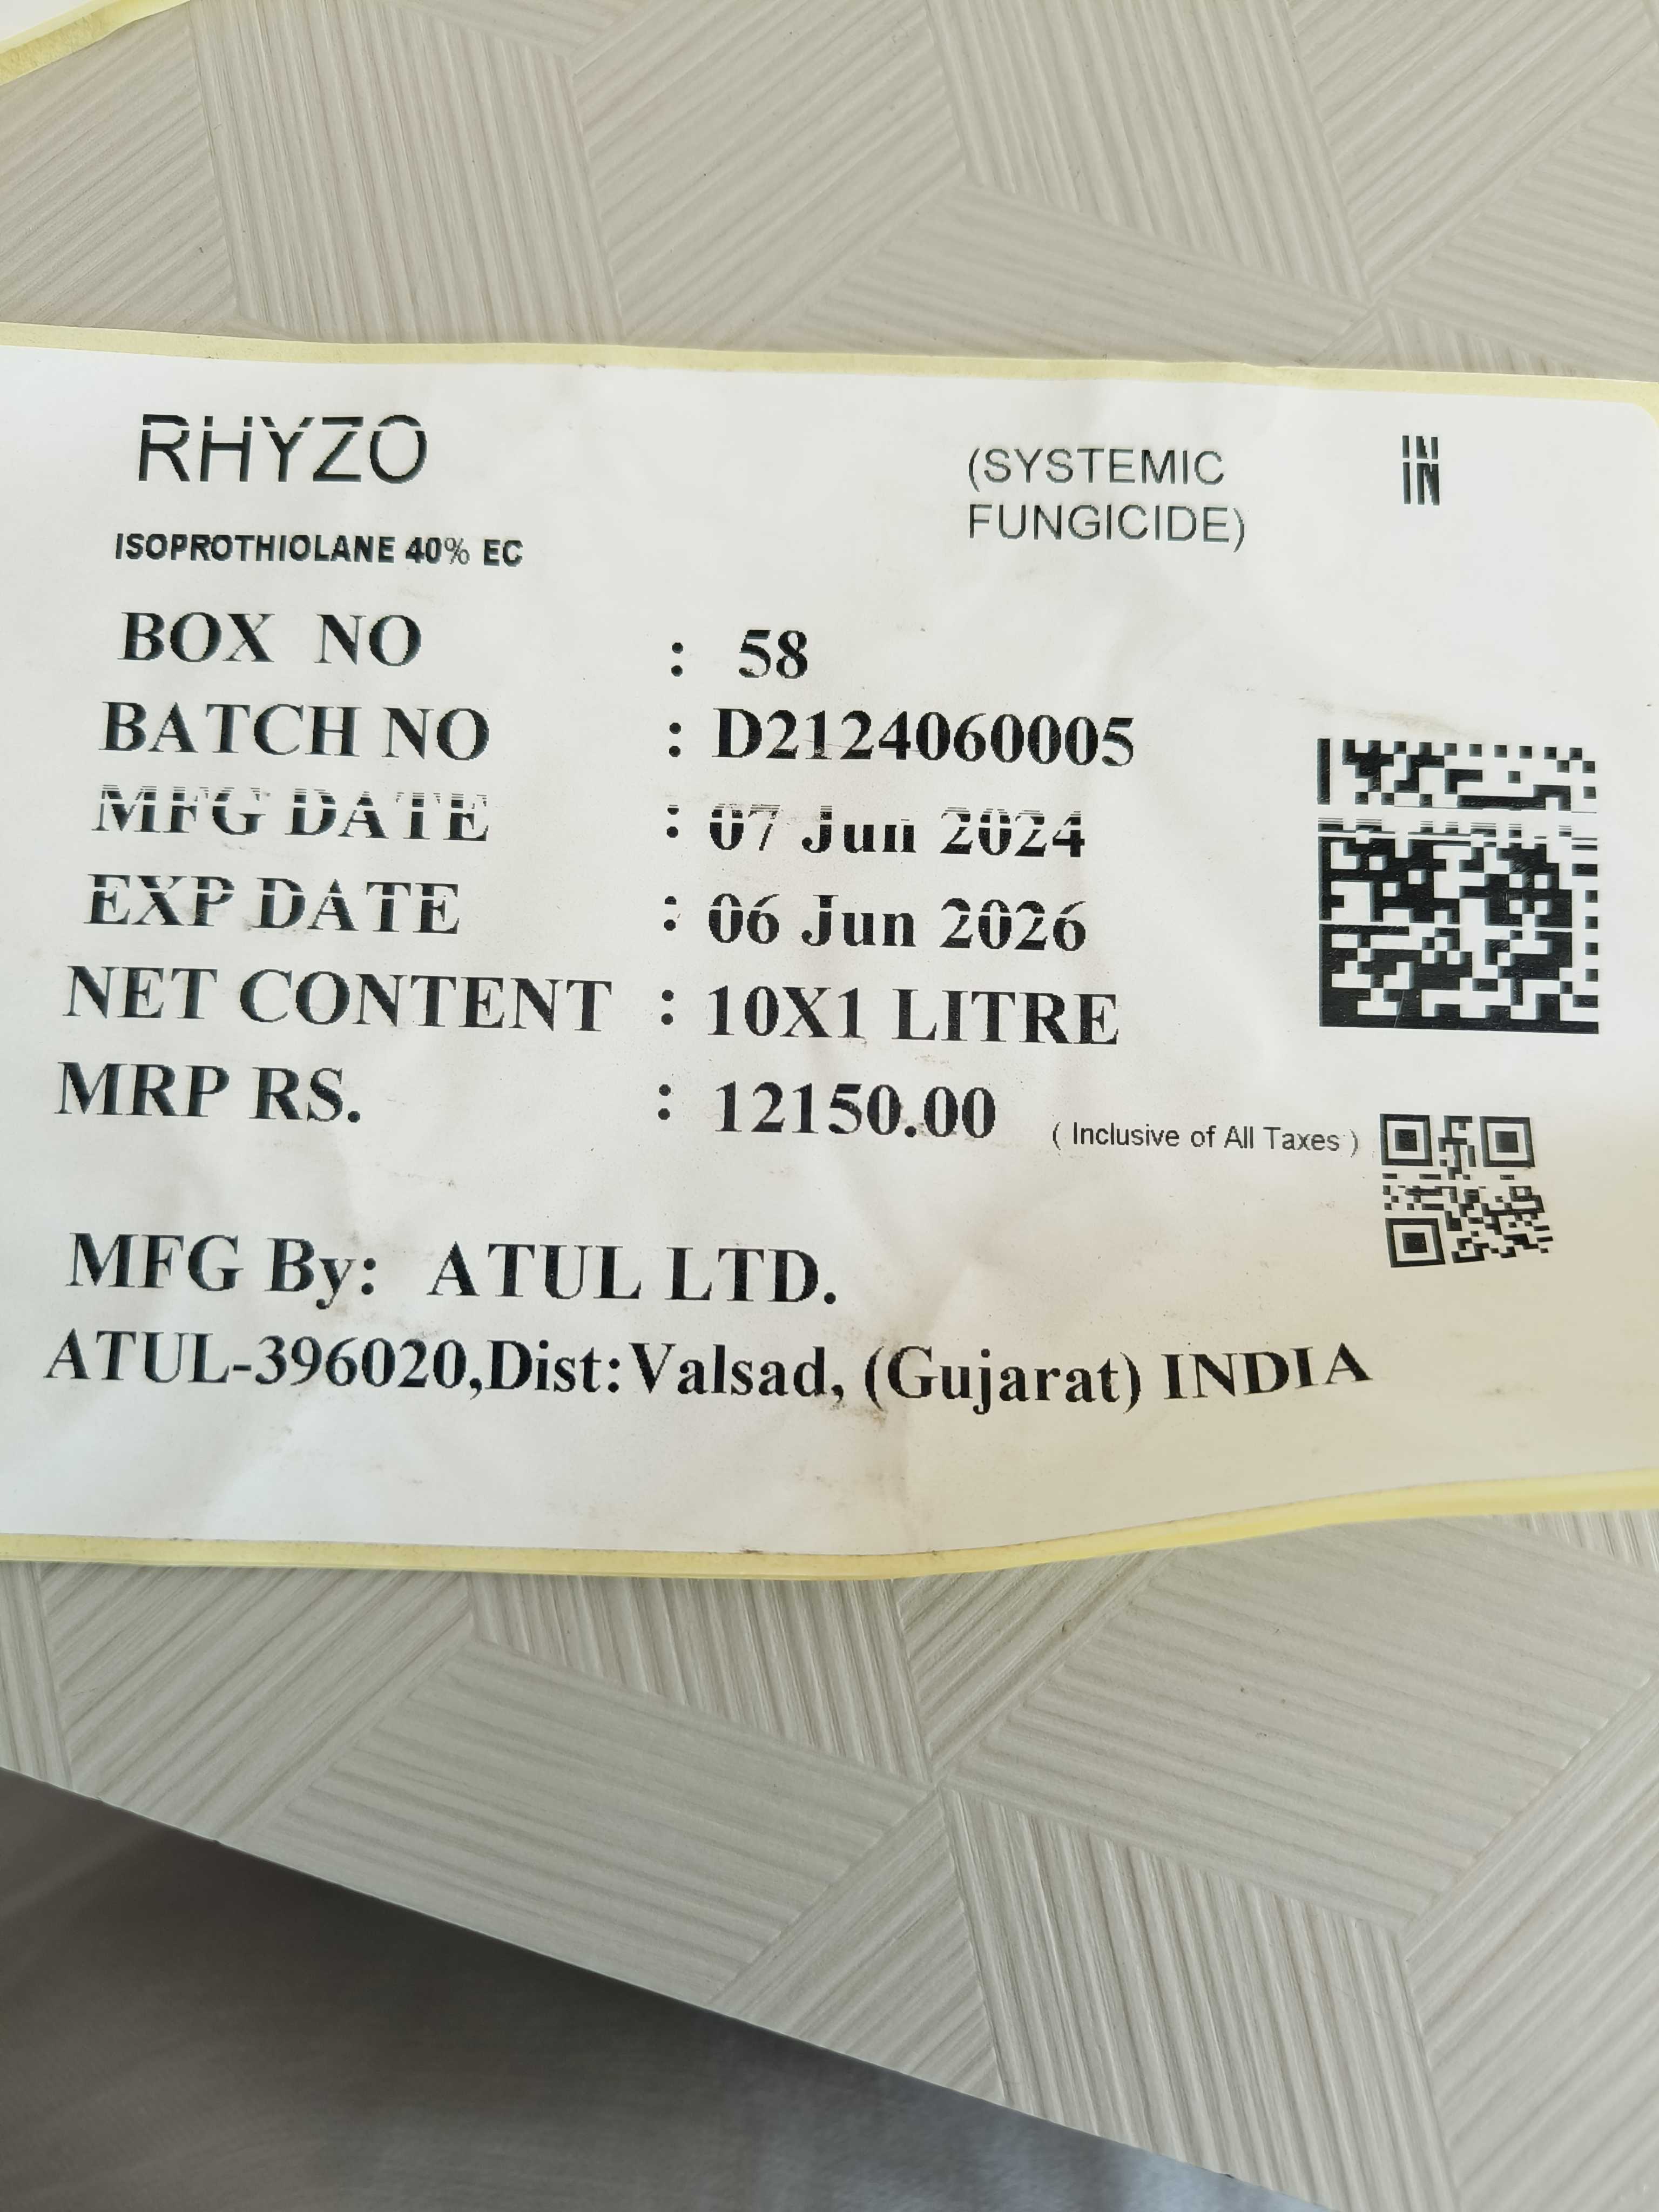 RHYZO
(SYSTEMIC
FUNGICIDE)
IN
ISOPROTHIOLANE 40% EC
BOX NO : 58
BATCH NO : D2124060005
MFG DATE : 07 Jun 2024
EXP DATE : 06 Jun 2026
NET CONTENT : 10X1 LITRE
MRP RS. : 12150.00 ( Inclusive of All Taxes )
MFG By: ATUL LTD.
ATUL-396020,Dist:Valsad, (Gujarat) INDIA